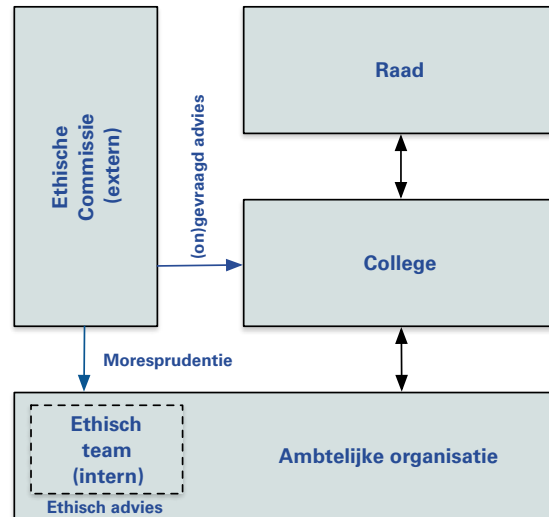 Ethische
Commissie
(extern)
(on)gevraagd advies
Raad
College
Moresprudentie
Ethisch
team
(intern)
Ethisch advies
Ambtelijke organisatie